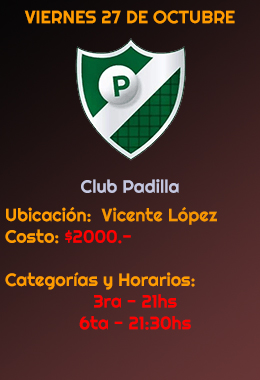 VIERNES 27 DE OCTUBRE
P
Club Padilla
Ubicación: Vicente López
Costo: $2000.-
Categorías y Horarios:
3ra - 21hs
6ta - 21:30hs